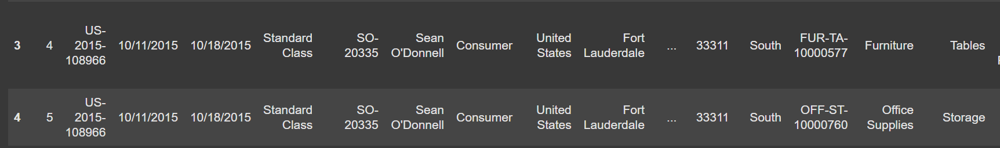 3 4 US-2015-108966 10/11/2015 10/18/2015 Standard Class SO-20335 Sean O'Donnell Consumer United States Fort Lauderdale ... 33311 South FUR-TA-10000577 Furniture Tables
4 5 US-2015-108966 10/11/2015 10/18/2015 Standard Class SO-20335 Sean O'Donnell Consumer United States Fort Lauderdale ... 33311 South OFF-ST-10000760 Office Supplies Storage